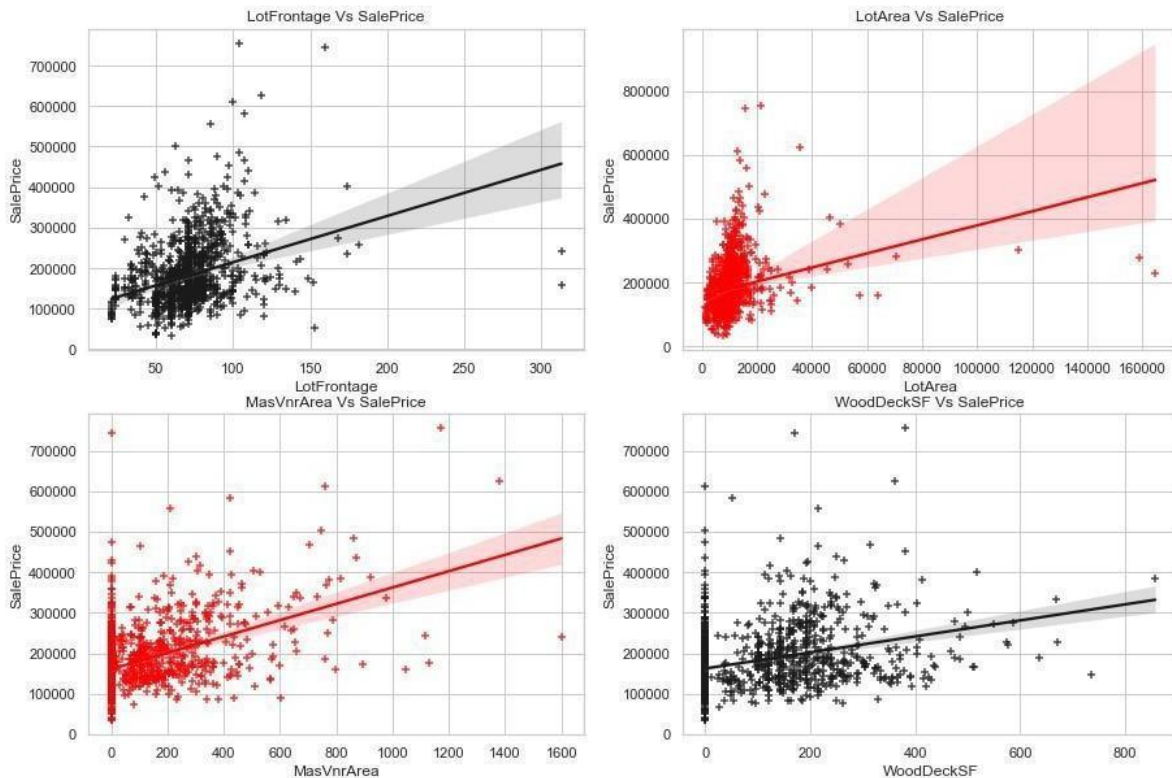 LotFrontage Vs SalePrice
SalePrice
700000
600000
500000
400000
300000
200000
100000
0
50 100 150 200 250 300
LotFrontage
LotArea Vs SalePrice
SalePrice
800000
600000
400000
200000
0
0 20000 40000 60000 80000 100000 120000 140000 160000
LotArea
MasVnrArea Vs SalePrice
SalePrice
700000
600000
500000
400000
300000
200000
100000
0
0 200 400 600 800 1000 1200 1400 1600
MasVnrArea
WoodDeckSF Vs SalePrice
SalePrice
700000
600000
500000
400000
300000
200000
100000
0
0 200 400 600 800
WoodDeckSF